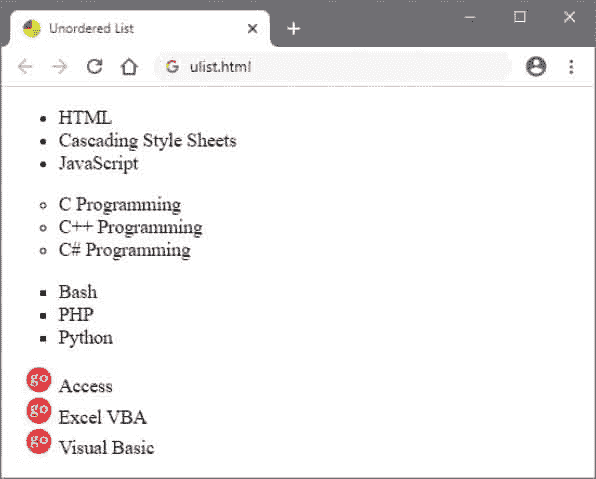 Unordered List
ulist.html
HTML
Cascading Style Sheets
JavaScript
C Programming
C++ Programming
C# Programming
Bash
PHP
Python
go Access
go Excel VBA
go Visual Basic